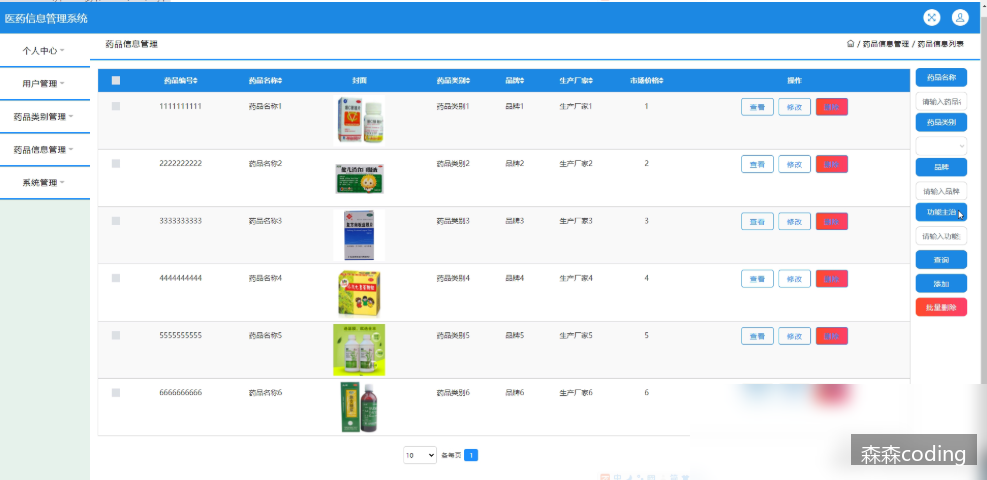 医药信息管理系统
个人中心
用户管理
药品类别管理
药品信息管理
系统管理
药品信息管理
/ 药品信息管理 / 药品信息列表
药品编号 药品名称 封面 药品类别 品牌 生产厂家 市场价格 操作
1111111111 药品名称1 药品类别1 品牌1 生产厂家1 1 查看 修改 删除
2222222222 药品名称2 药品类别2 品牌2 生产厂家2 2 查看 修改 删除
3333333333 药品名称3 药品类别3 品牌3 生产厂家3 3 查看 修改 删除
4444444444 药品名称4 药品类别4 品牌4 生产厂家4 4 查看 修改 删除
5555555555 药品名称5 药品类别5 品牌5 生产厂家5 5 查看 修改 删除
6666666666 药品名称6 药品类别6 品牌6 生产厂家6 6
10 条每页 1
药品名称
请输入药品
药品类别
品牌
请输入品牌
功能主治
请输入功能
查询
添加
批量删除
森森coding